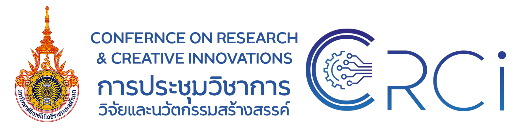 CONFERNCE ON RESEARCH
& CREATIVE INNOVATIONS
การประชุมวิชาการ
วิจัยและนวัตกรรมสร้างสรรค์
CRCi